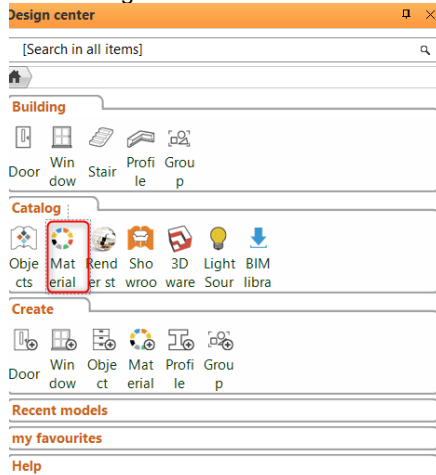 Design center
[Search in all items]
Building
Door
Win
dow
Stair
Profi
le
Grou
p
Catalog
Obje
cts
Mat
erial
Rend
er st
Sho
wroo
3D
ware
Light
Sour
BIM
libra
Create
Door
Win
dow
Obje
ct
Mat
erial
Profi
le
Grou
p
Recent models
my favourites
Help